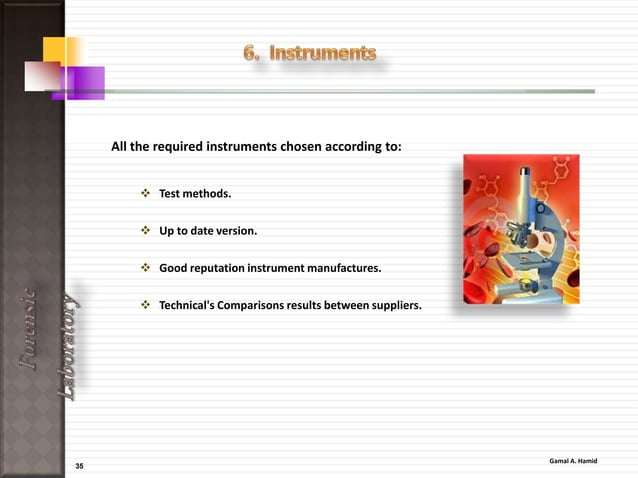 6. Instruments
All the required instruments chosen according to:
❖ Test methods.
❖ Up to date version.
❖ Good reputation instrument manufactures.
❖ Technical's Comparisons results between suppliers.
Forensic
Laboratory
35
Gamal A. Hamid